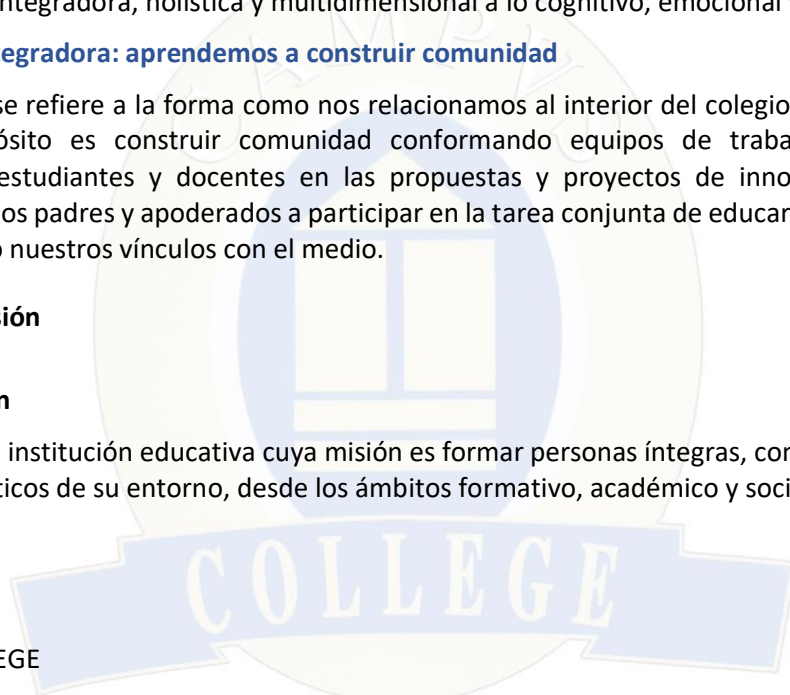 ntegradora, holística y multidimensional a lo cognitivo, emocional
tegradora: aprendemos a construir comunidad
se refiere a la forma como nos relacionamos al interior del colegio
ósito es construir comunidad conformando equipos de traba
estudiantes y docentes en las propuestas y proyectos de inno
os padres y apoderados a participar en la tarea conjunta de educar
o nuestros vínculos con el medio.
sión
n
institución educativa cuya misión es formar personas íntegras, con
ticos de su entorno, desde los ámbitos formativo, académico y soci
EGE
CAMPVS
COLLEGE